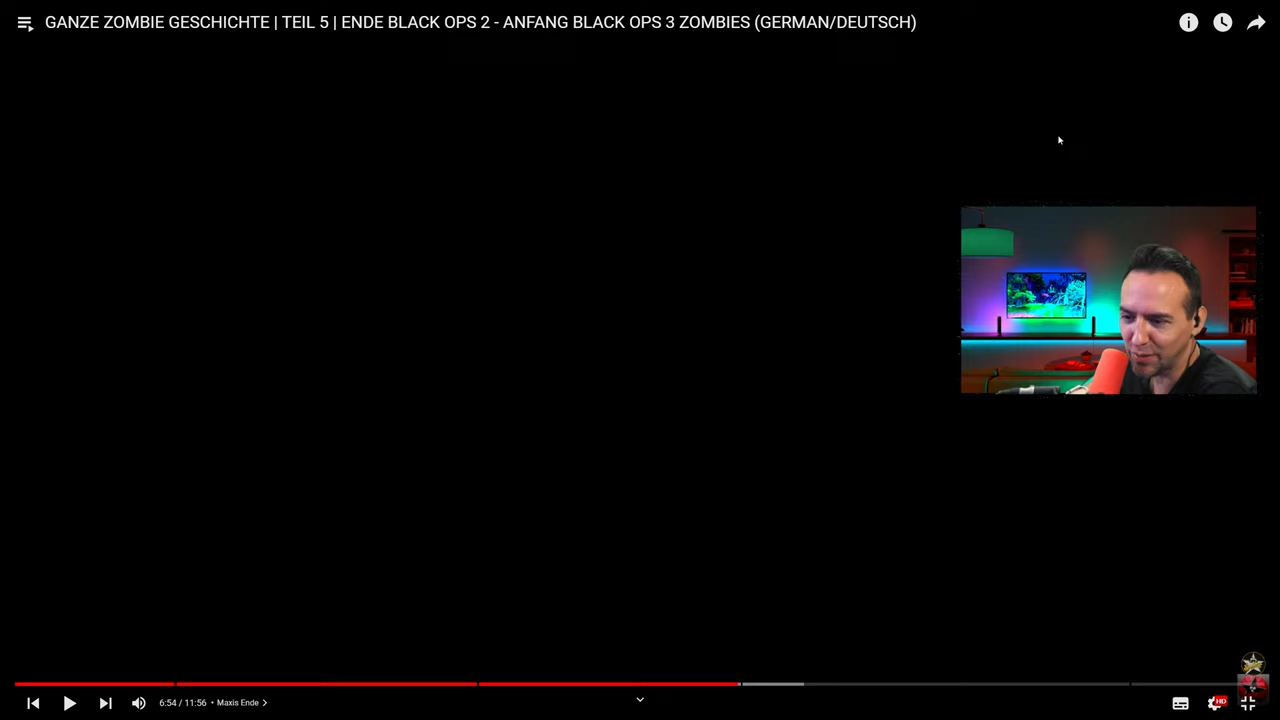 GANZE ZOMBIE GESCHICHTE | TEIL 5 | ENDE BLACK OPS 2 - ANFANG BLACK OPS 3 ZOMBIES (GERMAN/DEUTSCH)
6:54 / 11:56 • Maxis Ende
HD